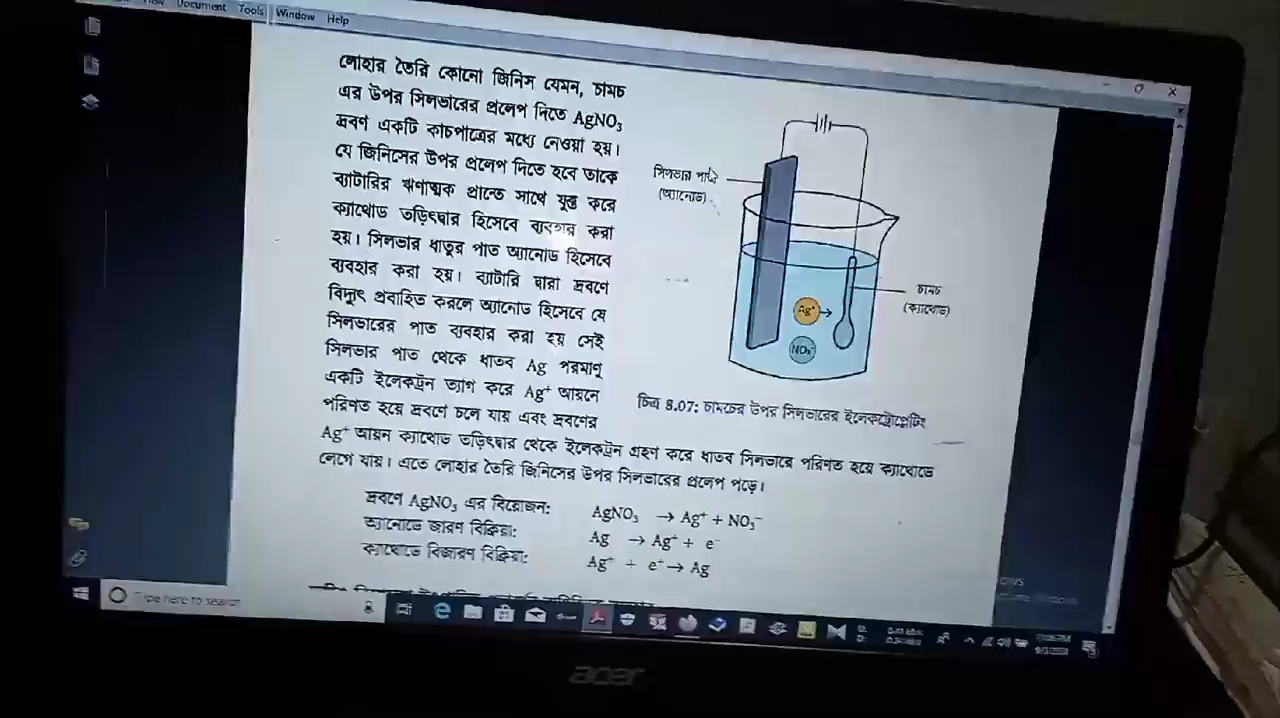 Document Tools Window Help
লোহার তৈরি কোনো জিনিস যেমন, চামচ
এর উপর সিলভারের প্রলেপ দিতে AgNO₃
দ্রবণ একটি কাচপাত্রের মধ্যে নেওয়া হয়।
যে জিনিসের উপর প্রলেপ দিতে হবে তাকে
ব্যাটারির ঋণাত্মক প্রান্তে সাথে যুক্ত করে
ক্যাথোড তড়িৎদ্বার হিসেবে ব্যবহার করা
হয়। সিলভার ধাতুর পাত অ্যানোড হিসেবে
ব্যবহার করা হয়। ব্যাটারি দ্বারা দ্রবণে
বিদ্যুৎ প্রবাহিত করলে অ্যানোড হিসেবে যে
সিলভারের পাত ব্যবহার করা হয় সেই
সিলভার পাত থেকে ধাতব Ag পরমাণু
একটি ইলেকট্রন ত্যাগ করে Ag⁺ আয়নে
পরিণত হয়ে দ্রবণে চলে যায় এবং দ্রবণের
Ag⁺ আয়ন ক্যাথোড তড়িৎদ্বার থেকে ইলেকট্রন গ্রহণ করে ধাতব সিলভারে পরিণত হয়ে ক্যাথোডে
লেগে যায়। এতে লোহার তৈরি জিনিসের উপর সিলভারের প্রলেপ পড়ে।
সিলভার পাত
(অ্যানোড)
চামচ
(ক্যাথোড)
Ag⁺
NO₃⁻
চিত্র 8.07: চামচের উপর সিলভারের ইলেকট্রোপ্লেটিং
দ্রবণে AgNO₃ এর বিয়োজন: AgNO₃ → Ag⁺ + NO₃⁻
অ্যানোডে জারণ বিক্রিয়া: Ag → Ag⁺ + e⁻
ক্যাথোডে বিজারণ বিক্রিয়া: Ag⁺ + e⁺ → Ag
Type here to search
acer